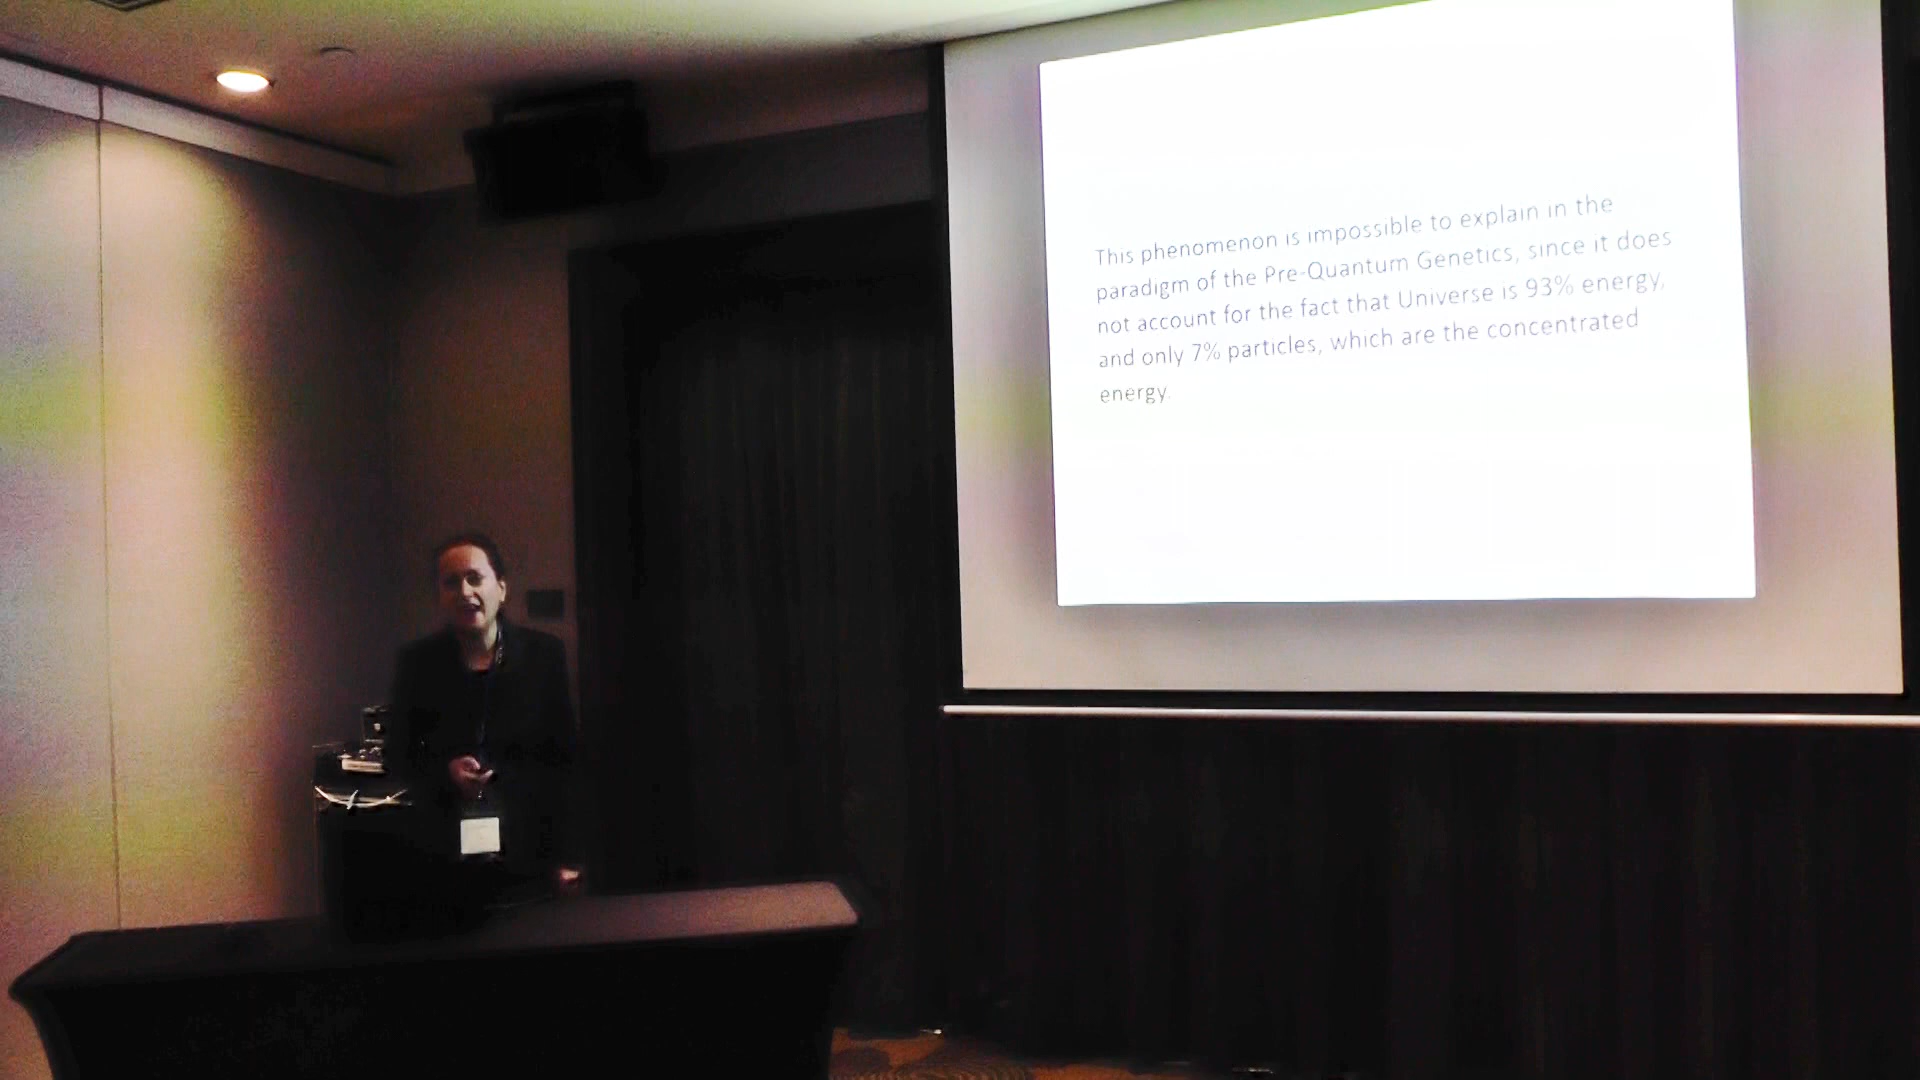 This phenomenon is impossible to explain in the
paradigm of the Pre-Quantum Genetics, since it does
not account for the fact that Universe is 93% energy,
and only 7% particles, which are the concentrated
energy.